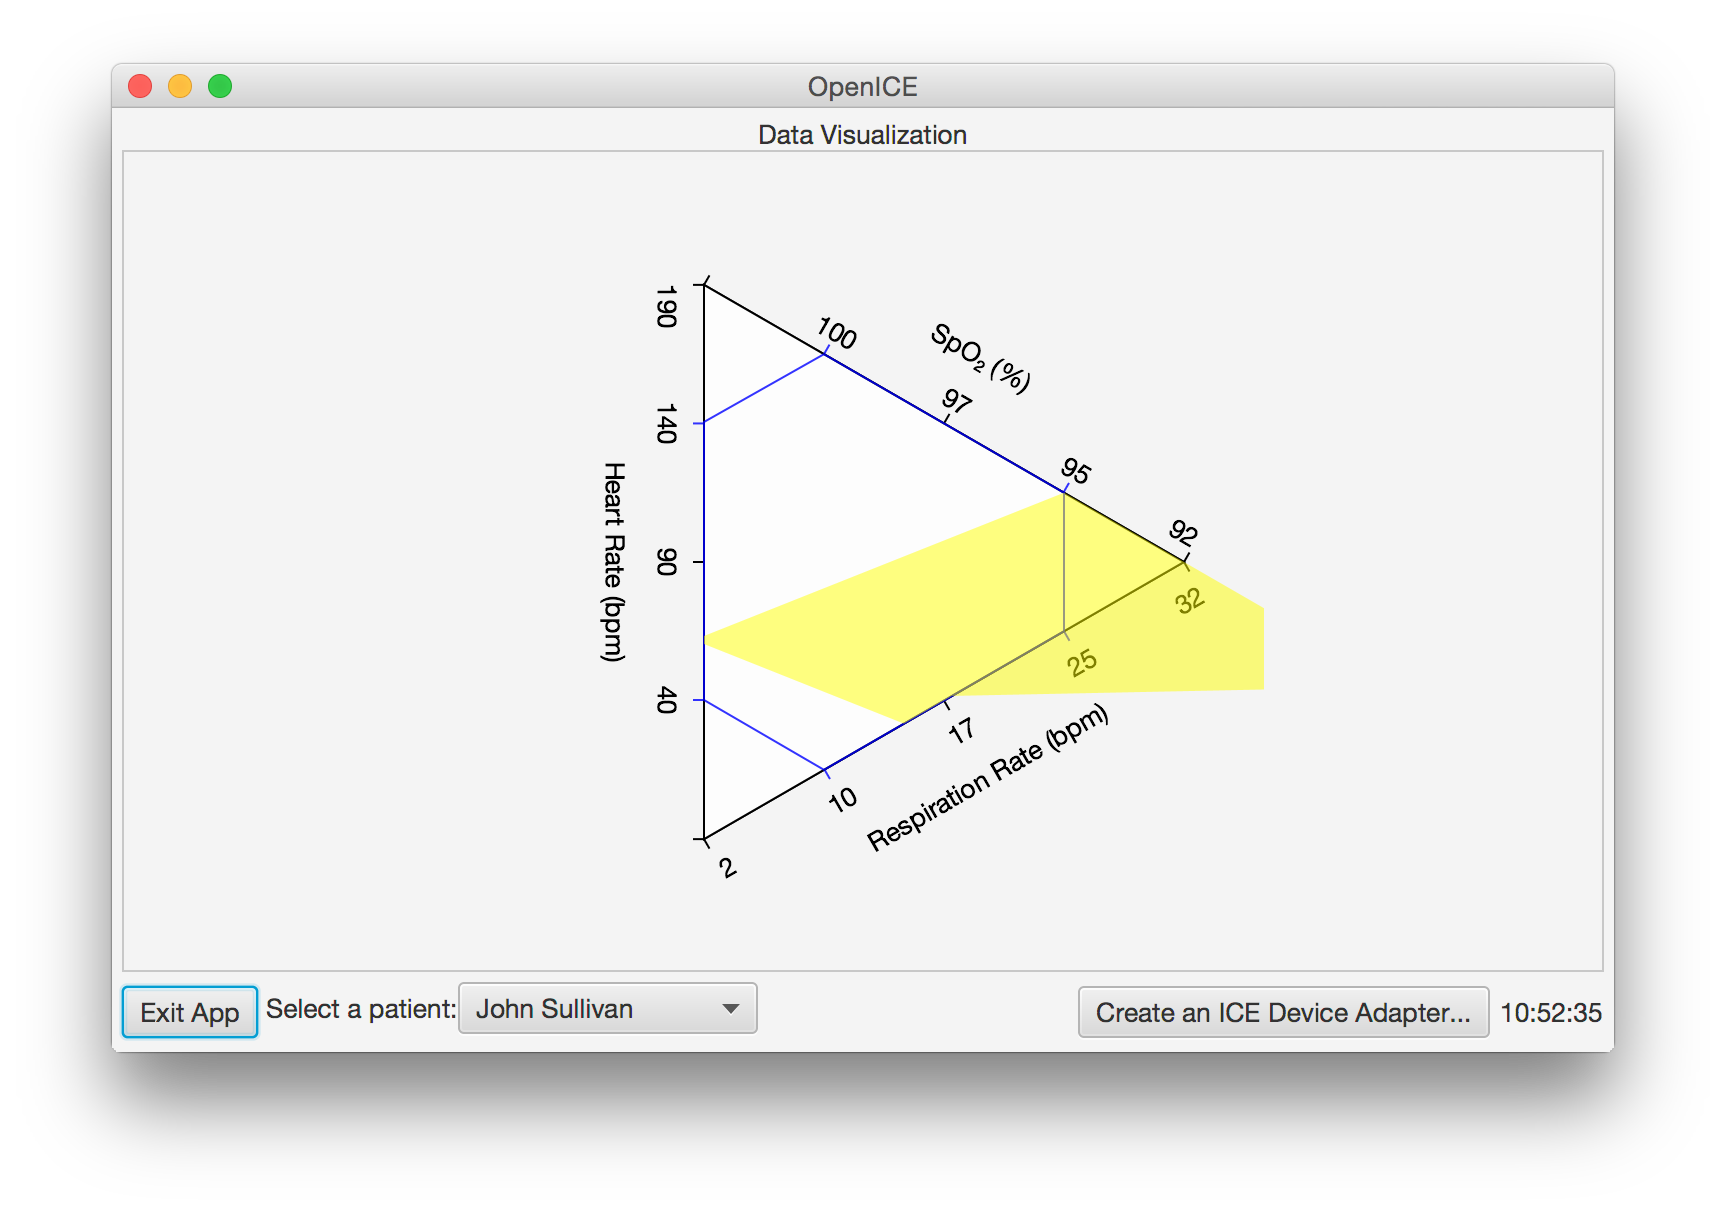 OpenICE
Data Visualization
190
140
90
40
Heart Rate (bpm)
100
97
95
92
SpO₂ (%)
32
25
17
10
2
Respiration Rate (bpm)
Exit App
Select a patient:
John Sullivan
Create an ICE Device Adapter...
10:52:35